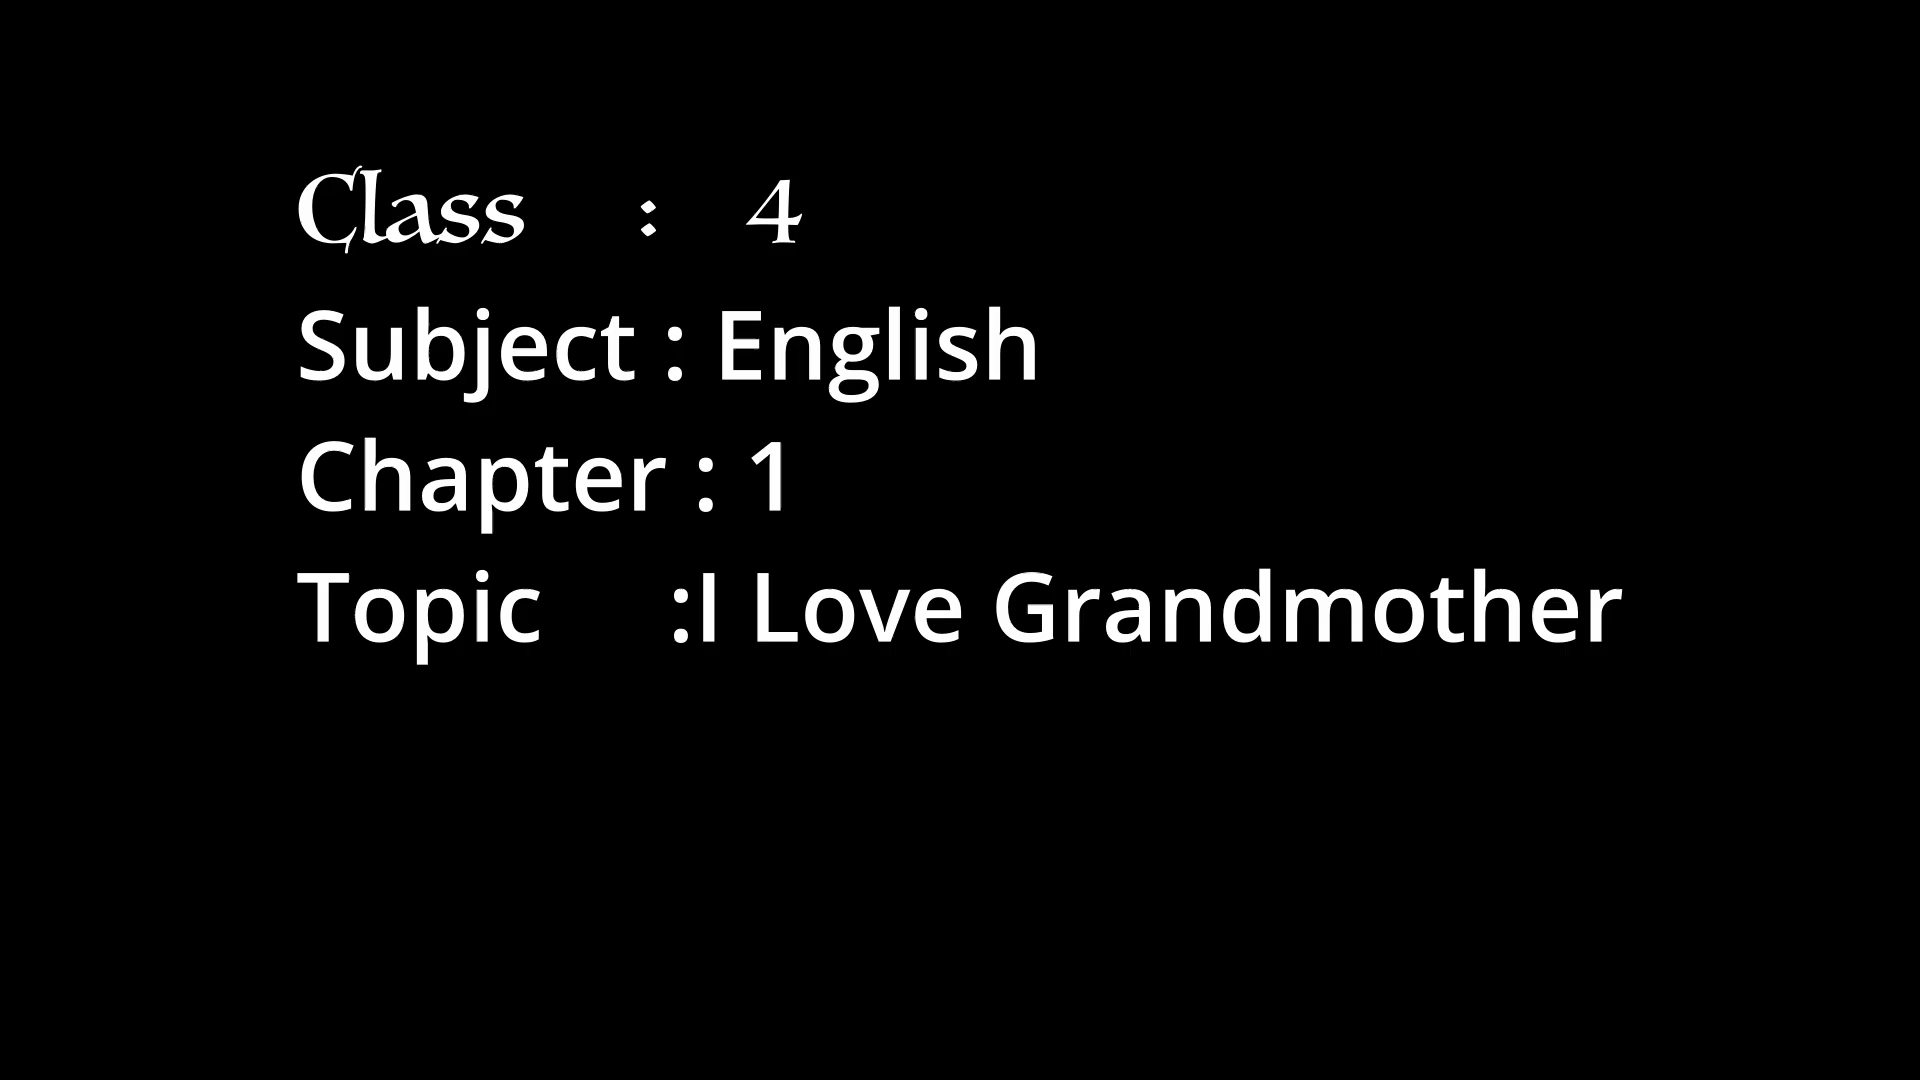 Class : 4
Subject : English
Chapter : 1
Topic :I Love Grandmother